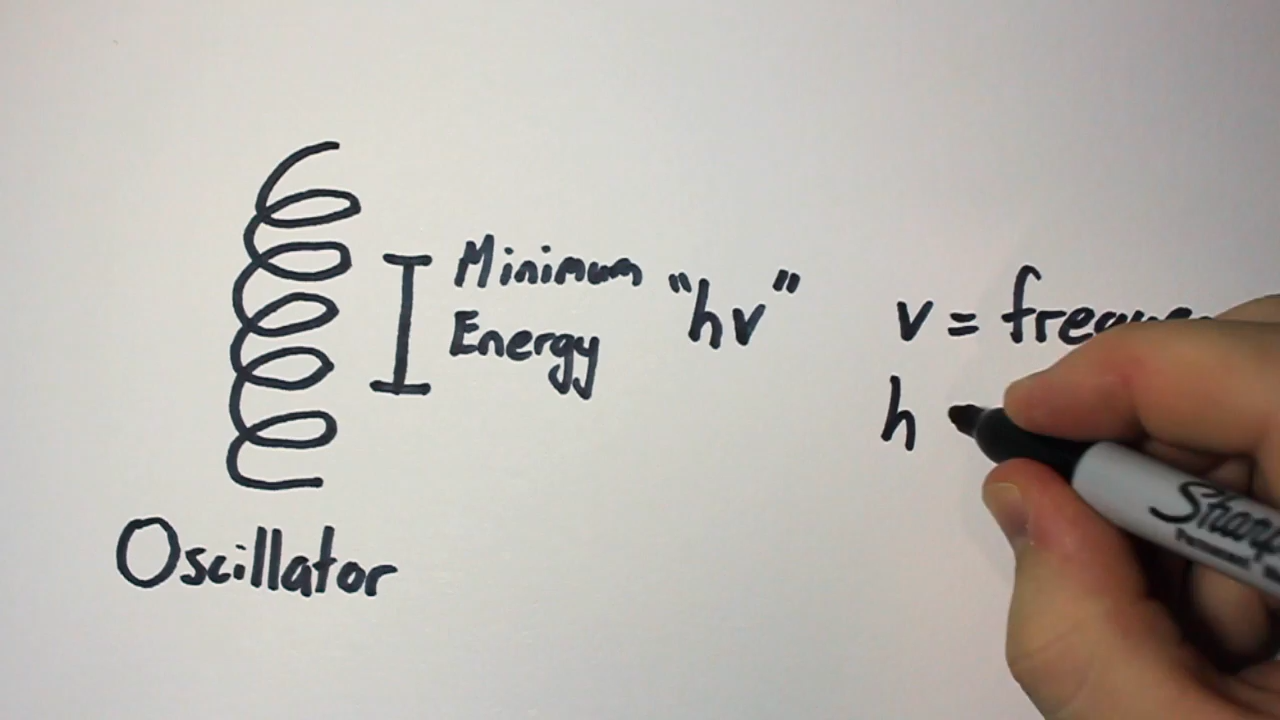 Minimum
Energy
"hv"
v =
h
Oscillator